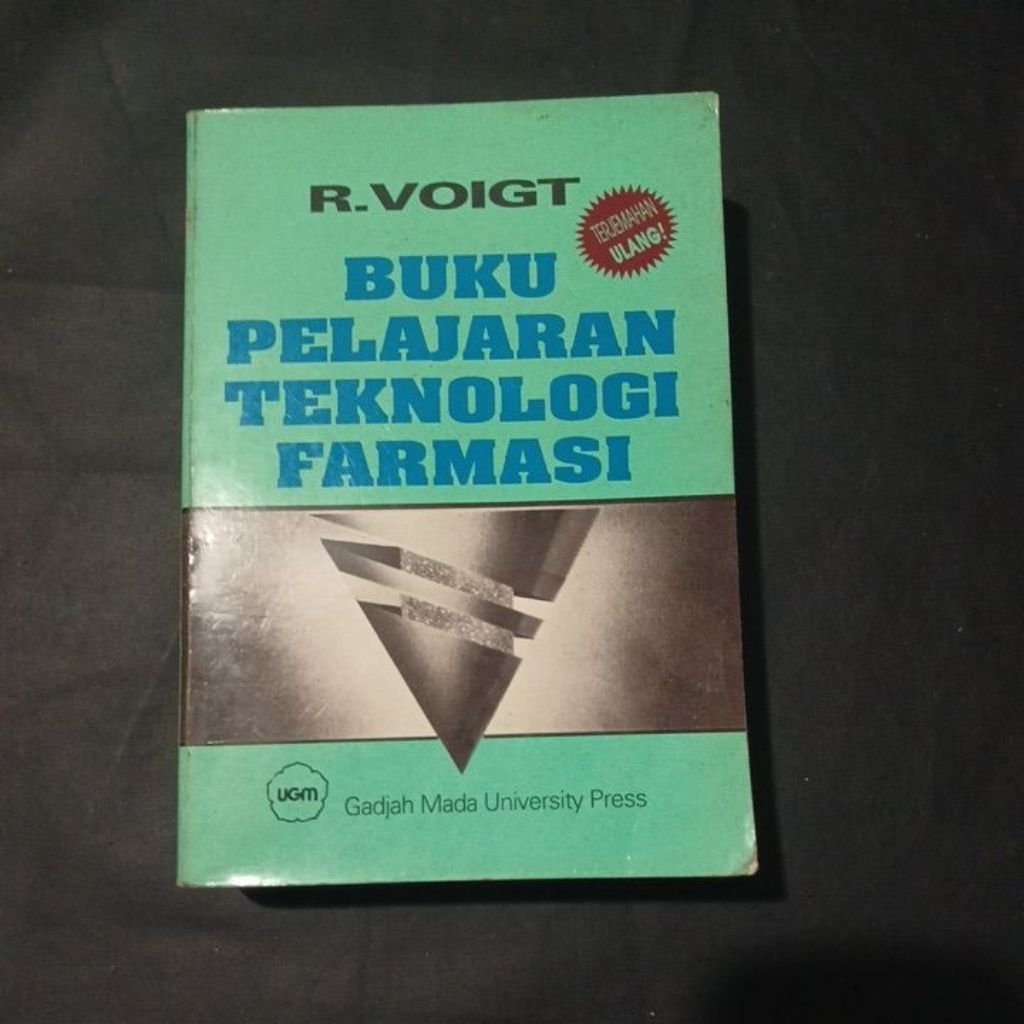 R.VOIGT
TERJEMAHAN
ULANG!
BUKU
PELAJARAN
TEKNOLOGI
FARMASI
UGM
Gadjah Mada University Press